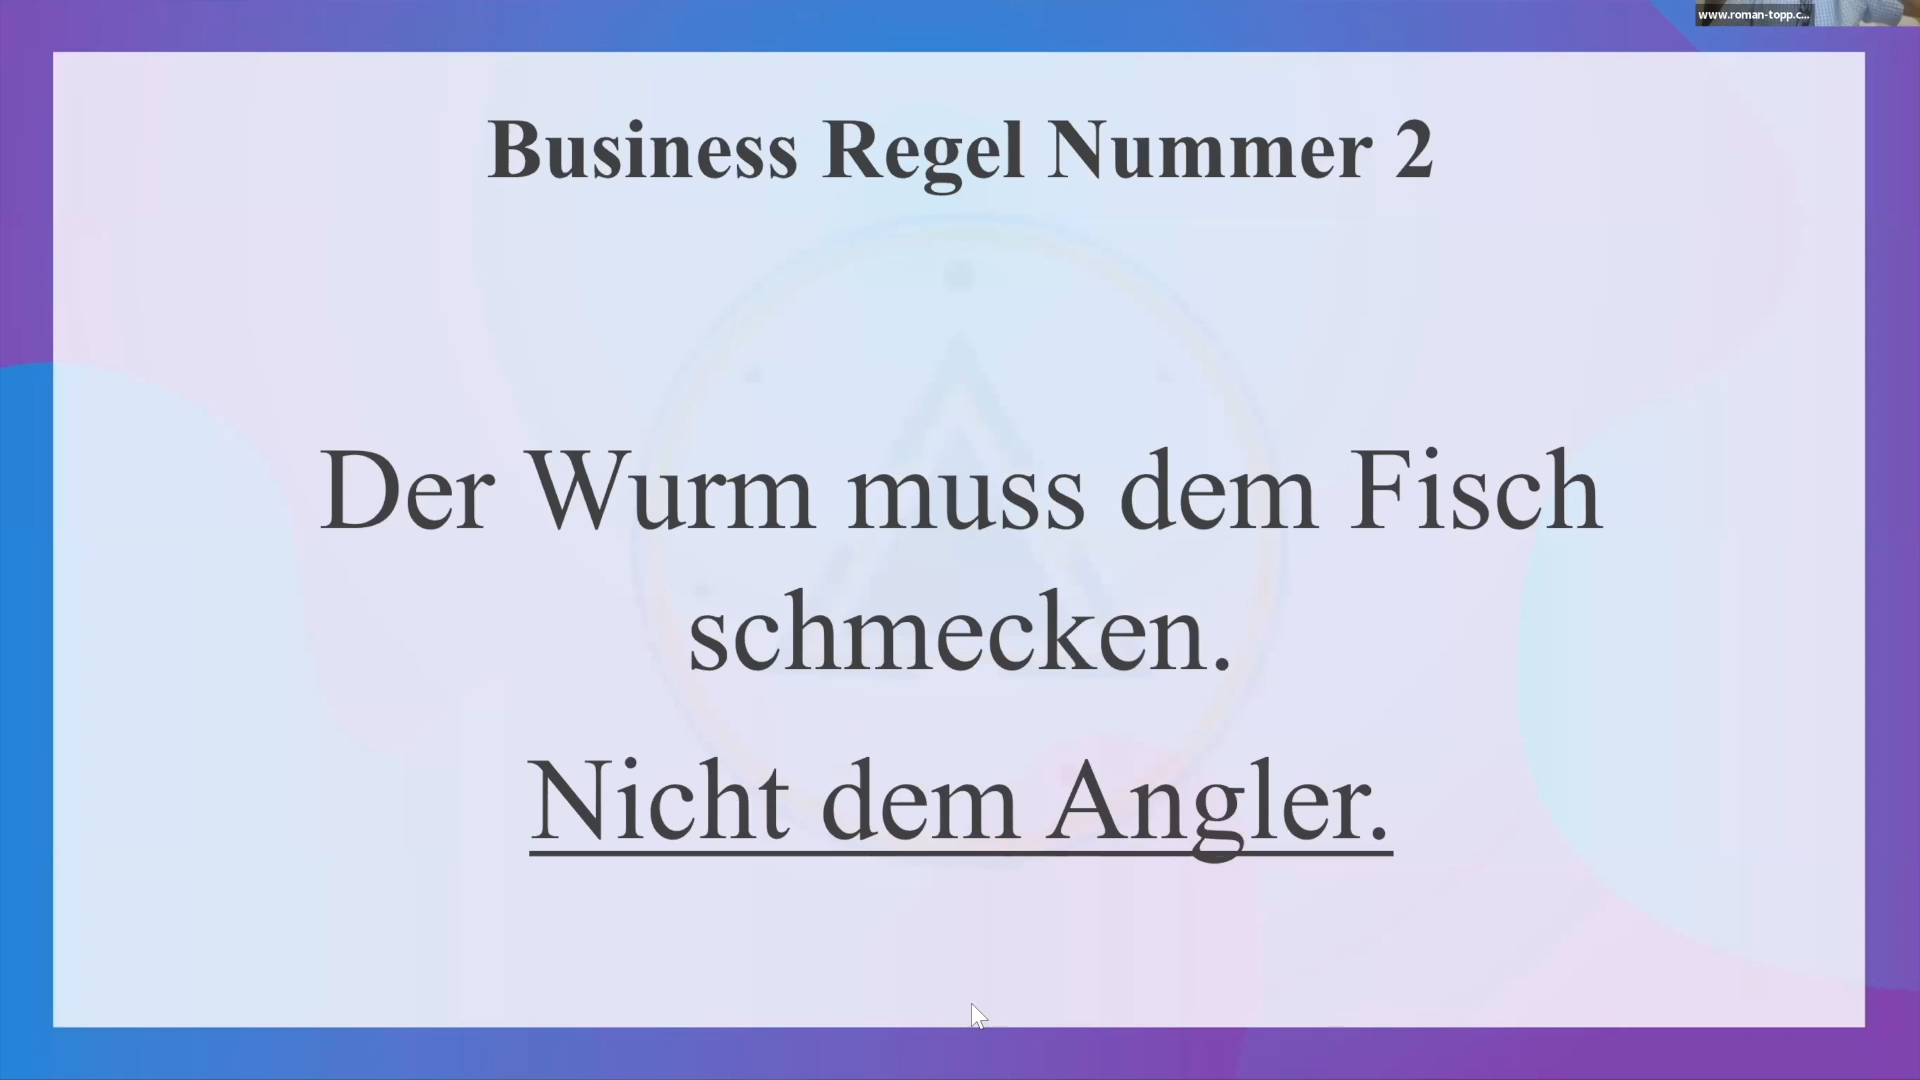 www.roman-topp.c...
Business Regel Nummer 2
Der Wurm muss dem Fisch
schmecken.
Nicht dem Angler.